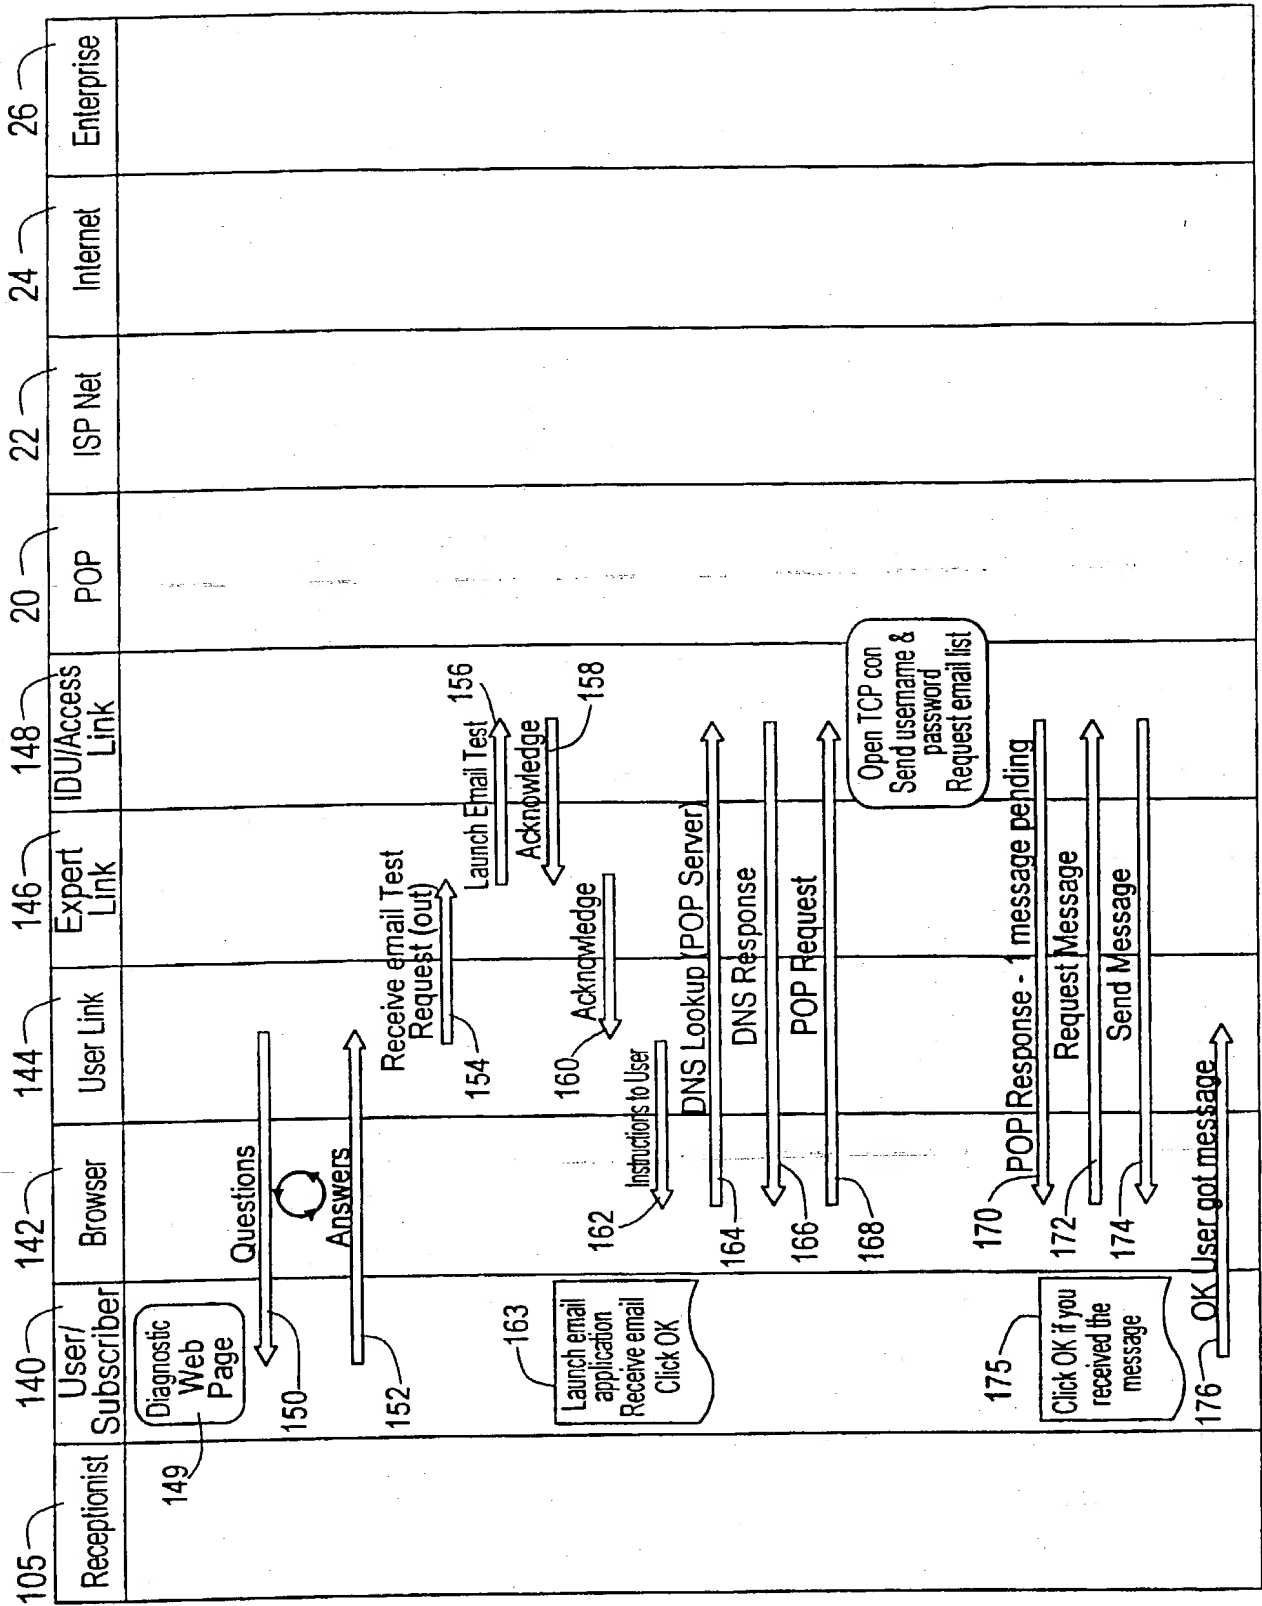 105
140
142
144
146
148
20
22
24
26
Receptionist
User/
Subscriber
Browser
User Link
Expert
Link
IDU/Access
Link
POP
ISP Net
Internet
Enterprise
Diagnostic
Web
Page
149
Questions
150
Answers
152
Receive email Test
Request (out)
154
Launch Email Test
156
Acknowledge
158
Acknowledge
160
Instructions to User
162
163
Launch email
application
Receive email
Click OK
DNS Lookup (POP Server)
164
DNS Response
166
POP Request
168
Open TCP con
Send username &
password
Request email list
POP Response - 1 message pending
170
Request Message
172
Send Message
174
175
Click OK if you
received the
message
OK User got message
176